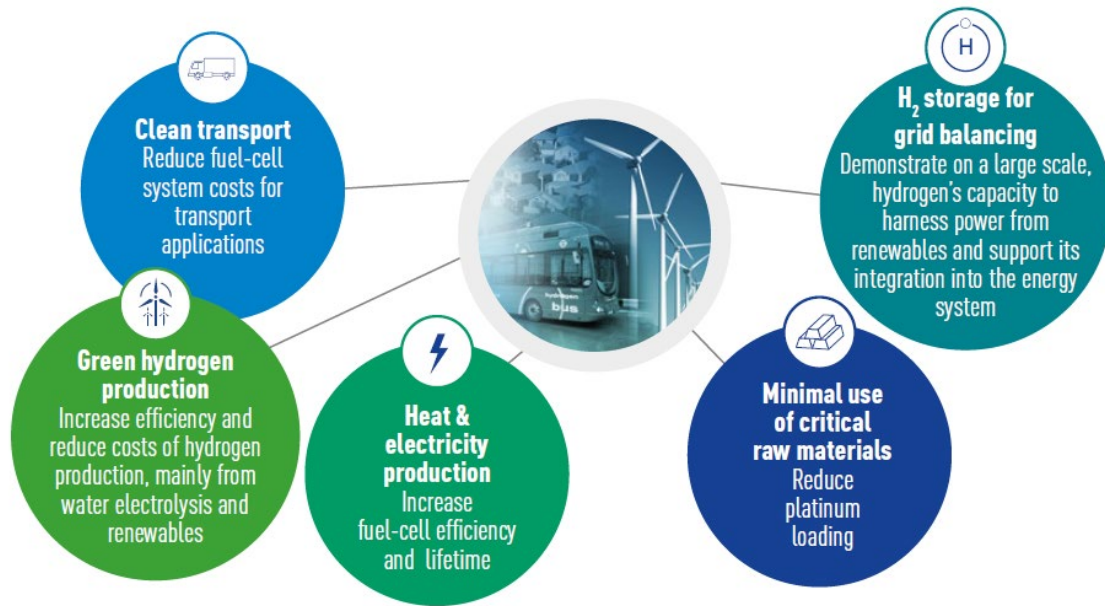 Clean transport
Reduce fuel-cell
system costs for
transport
applications
H
H₂ storage for
grid balancing
Demonstrate on a large scale,
hydrogen's capacity to
harness power from
renewables and support its
integration into the energy
system
hydrogen
bus
Green hydrogen
production
Increase efficiency and
reduce costs of hydrogen
production, mainly from
water electrolysis and
renewables
Heat &
electricity
production
Increase
fuel-cell efficiency
and lifetime
Minimal use
of critical
raw materials
Reduce
platinum
loading